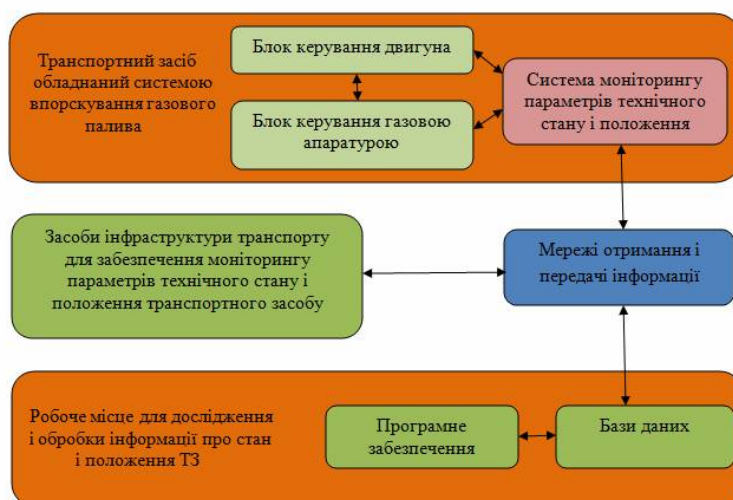 Транспортний засіб
обладнаний системою
впорскування газового
палива
Блок керування двигуна
Блок керування газовою
апаратурою
Система моніторингу
параметрів технічного
стану і положення
Засоби інфраструктури транспорту
для забезпечення моніторингу
параметрів технічного стану і
положення транспортного засобу
Мережі отримання і
передачі інформації
Робоче місце для дослідження
і обробки інформації про стан
і положення ТЗ
Програмне
забезпечення
Бази даних